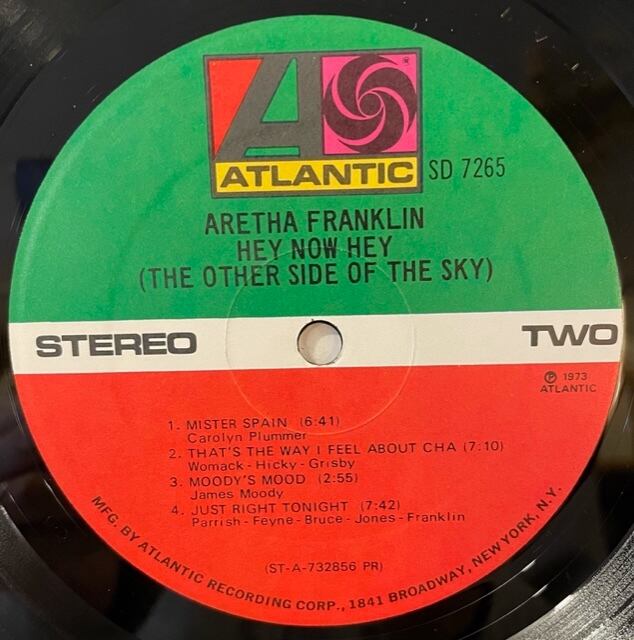 A
ATLANTIC
SD 7265
ARETHA FRANKLIN
HEY NOW HEY
(THE OTHER SIDE OF THE SKY)
STEREO
TWO
Ⓟ 1973
ATLANTIC
1. MISTER SPAIN (6:41)
Carolyn Plummer
2. THAT'S THE WAY I FEEL ABOUT CHA (7:10)
Womack - Hicky - Grisby
3. MOODY'S MOOD (2:55)
James Moody
4. JUST RIGHT TONIGHT (7:42)
Parrish - Feyne - Bruce - Jones - Franklin
(ST-A-732856 PR)
MFG. BY ATLANTIC RECORDING CORP., 1841 BROADWAY, NEW YORK, N.Y.